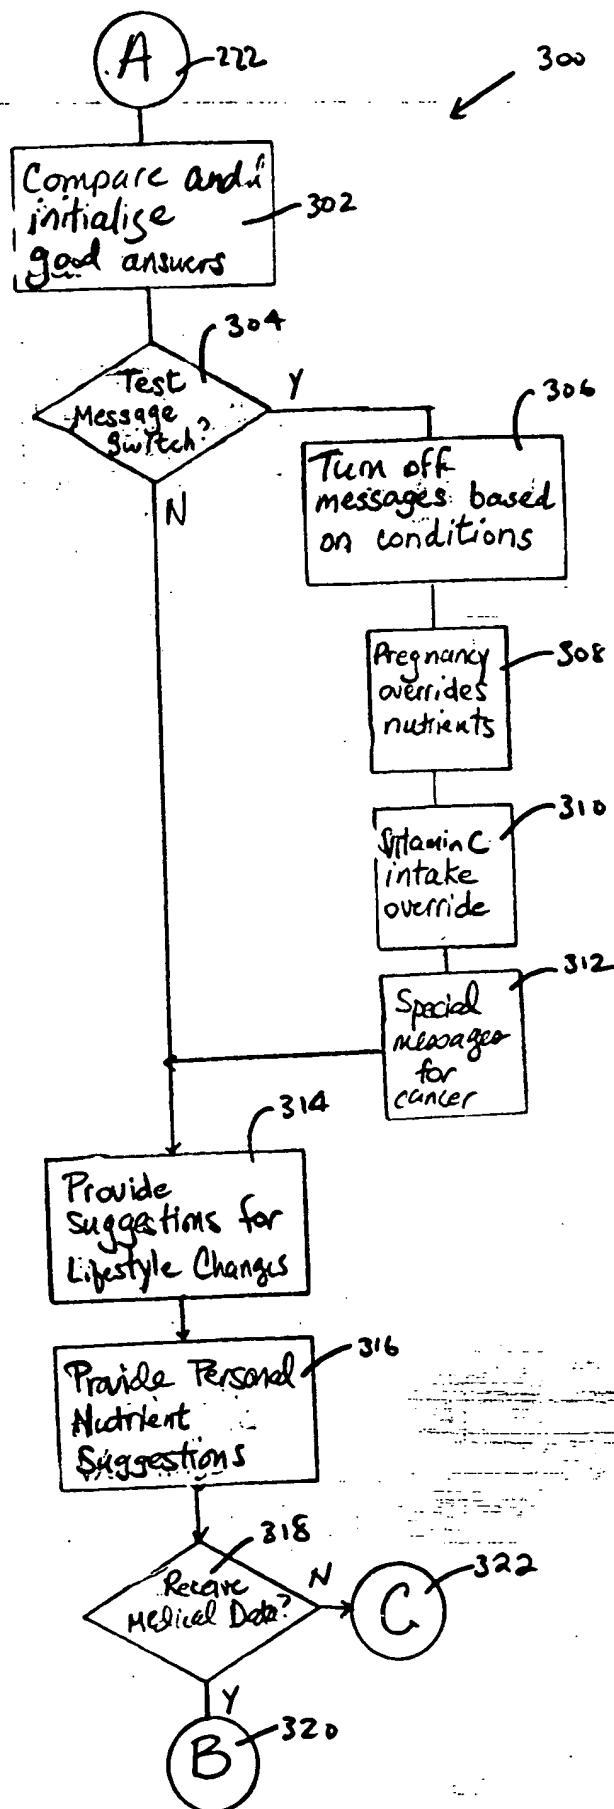 A
222
300
Compare and
initialize
good answers
302
304
Test
Message
Switch?
Y
N
306
Turn off
messages based
on conditions
Pregnancy
overrides
nutrients
308
310
Vitamin C
intake
override
312
Special
messages
for
cancer
314
Provide
Suggestions for
Lifestyle Changes
316
Provide Personal
Nutrient
Suggestions
318
Receive
Medical Data?
N
C
322
Y
B
320